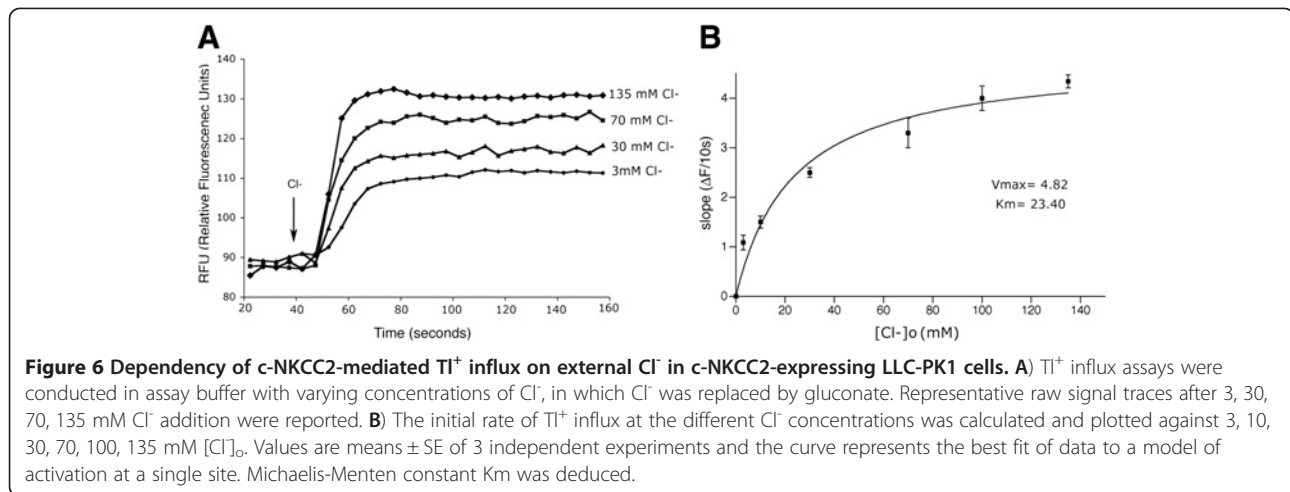 A
RFU (Relative Fluorescenec Units)
140
130
120
110
100
90
80
Cl-
135 mM Cl-
70 mM Cl-
30 mM Cl-
3mM Cl-
20 40 60 80 100 120 140 160
Time (seconds)
B
slope (ΔF/10s)
4
3
2
1
0
Vmax= 4.82
Km= 23.40
0 20 40 60 80 100 120 140
[Cl-]o (mM)
Figure 6 Dependency of c-NKCC2-mediated Tl⁺ influx on external Cl⁻ in c-NKCC2-expressing LLC-PK1 cells. A) Tl⁺ influx assays were
conducted in assay buffer with varying concentrations of Cl⁻, in which Cl⁻ was replaced by gluconate. Representative raw signal traces after 3, 30,
70, 135 mM Cl⁻ addition were reported. B) The initial rate of Tl⁺ influx at the different Cl⁻ concentrations was calculated and plotted against 3, 10,
30, 70, 100, 135 mM [Cl⁻]ₒ. Values are means ± SE of 3 independent experiments and the curve represents the best fit of data to a model of
activation at a single site. Michaelis-Menten constant Km was deduced.